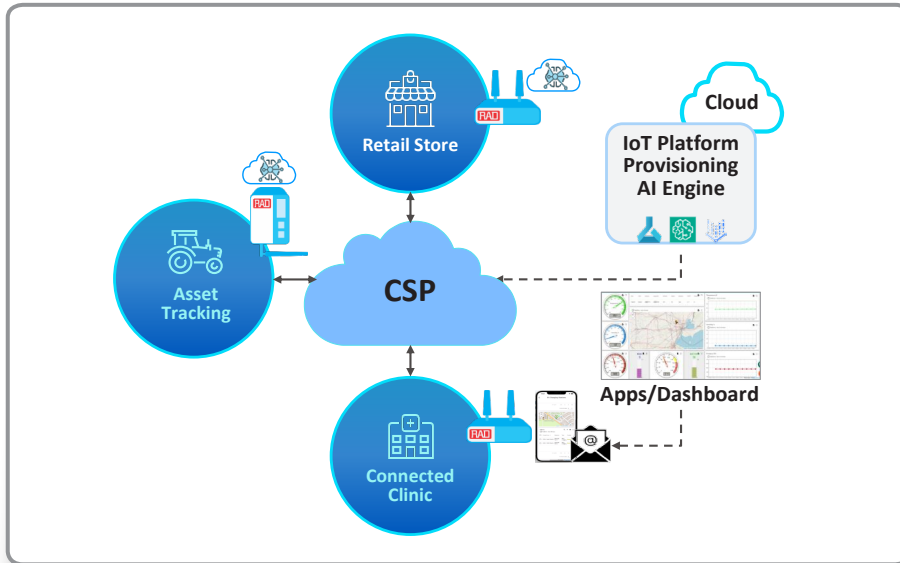 Retail Store
RAD
Cloud
IoT Platform
Provisioning
AI Engine
RAD
Asset
Tracking
CSP
Apps/Dashboard
RAD
@
Connected
Clinic